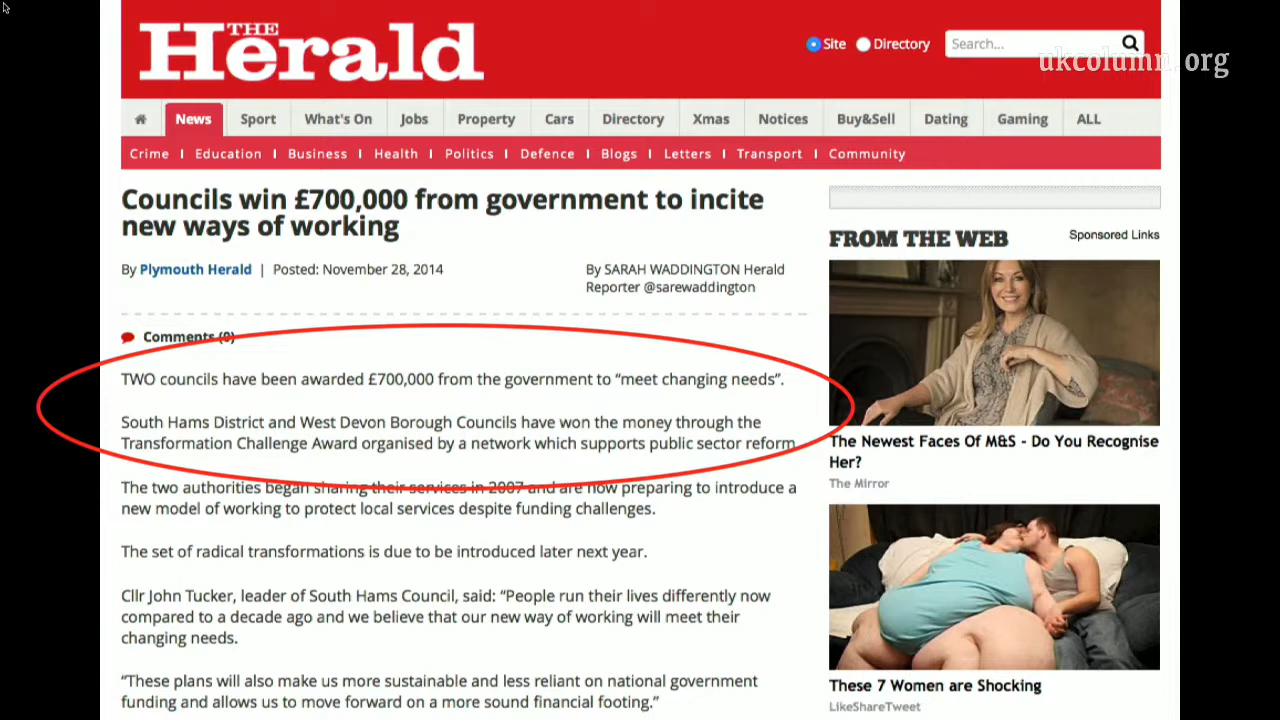 THE
Herald
Site Directory Search...
ukcolumn.org
News Sport What's On Jobs Property Cars Directory Xmas Notices Buy&Sell Dating Gaming ALL
Crime | Education | Business | Health | Politics | Defence | Blogs | Letters | Transport | Community
Councils win £700,000 from government to incite
new ways of working
By Plymouth Herald | Posted: November 28, 2014
By SARAH WADDINGTON Herald
Reporter @sarewaddington
Comments (0)
TWO councils have been awarded £700,000 from the government to “meet changing needs”.
South Hams District and West Devon Borough Councils have won the money through the
Transformation Challenge Award organised by a network which supports public sector reform.
The two authorities began sharing their services in 2007 and are now preparing to introduce a
new model of working to protect local services despite funding challenges.
The set of radical transformations is due to be introduced later next year.
Cllr John Tucker, leader of South Hams Council, said: “People run their lives differently now
compared to a decade ago and we believe that our new way of working will meet their
changing needs.
“These plans will also make us more sustainable and less reliant on national government
funding and allows us to move forward on a more sound financial footing.”
FROM THE WEB
Sponsored Links
The Newest Faces Of M&S - Do You Recognise
Her?
The Mirror
These 7 Women are Shocking
LikeShareTweet